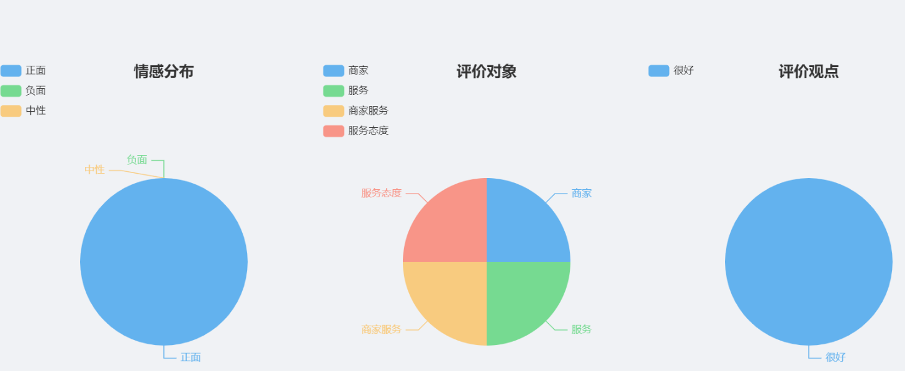 情感分布
正面
负面
中性
负面
中性
正面
评价对象
商家
服务
商家服务
服务态度
服务态度
商家
商家服务
服务
评价观点
很好
很好